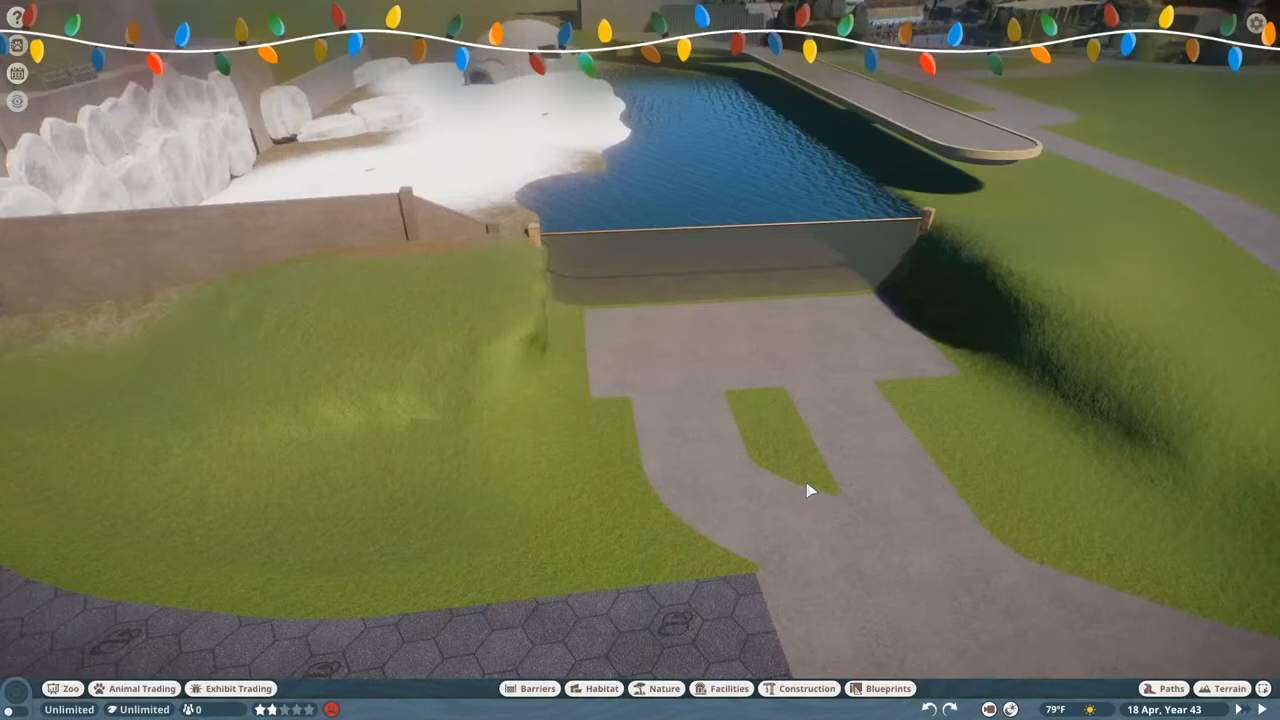 Zoo Animal Trading Exhibit Trading Barriers Habitat Nature Facilities Construction Blueprints Paths Terrain
Unlimited Unlimited 0 79°F 18 Apr, Year 43